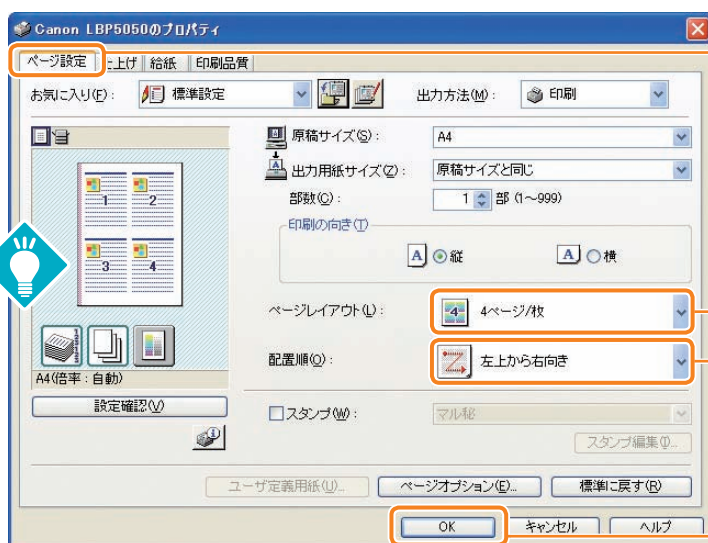 Canon LBP5050のプロパティ
ページ設定 仕上げ 給紙 印刷品質
お気に入り(F): 標準設定 出力方法(M): 印刷
原稿サイズ(S): A4
出力用紙サイズ(Z): 原稿サイズと同じ
部数(C): 1 部 (1~999)
印刷の向き(T)
A 縦 A 横
1 2
3 4
ページレイアウト(L): 4 4ページ/枚
配置順(O): 左上から右向き
A4(倍率:自動)
設定確認(V)
スタンプ(W): マル秘
スタンプ編集(I)...
ユーザ定義用紙(U)... ページオプション(E)... 標準に戻す(R)
OK キャンセル ヘルプ